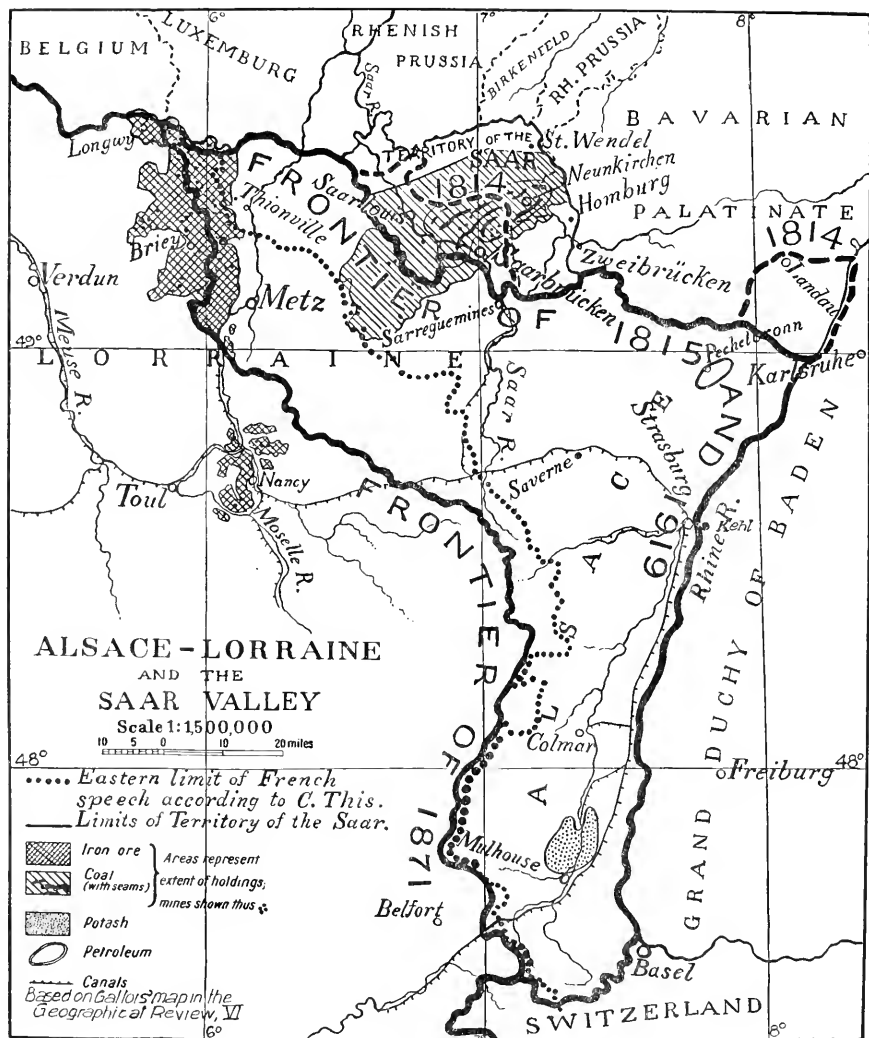 6°
7°
8°
BELGIUM
LUXEMBURG
RHENISH
PRUSSIA
Saar R.
BIRKENFELD
RH. PRUSSIA
BAVARIAN
PALATINATE
Longwy
TERRITORY OF THE
SAAR
St. Wendel
Neunkirchen
Homburg
1814
Saarlouis
Thionville
Briey
Verdun
Metz
Saarbrücken
Zweibrücken
1814
Landau
Sarreguemines
FRONTIER OF 1815 AND 1919
Pechelbronn
Karlsruhe
49°
LORRAINE
Meuse R.
Saar R.
Strasburg
ALSACE
Saverne
Kehl
Rhine R.
Toul
Nancy
Moselle R.
FRONTIER OF 1871
GRAND DUCHY OF BADEN
ALSACE-LORRAINE
AND THE
SAAR VALLEY
Scale 1:1,500,000
10 5 0 10 20 miles
Colmar
48°
48°
Freiburg
Mulhouse
Belfort
Basel
SWITZERLAND
Eastern limit of French
speech according to C. This.
Limits of Territory of the Saar.
Iron ore
Coal
(with seams)
Areas represent
extent of holdings;
mines shown thus
Potash
Petroleum
Canals
Based on Gallois' map in the
Geographical Review, VI
6°
8°